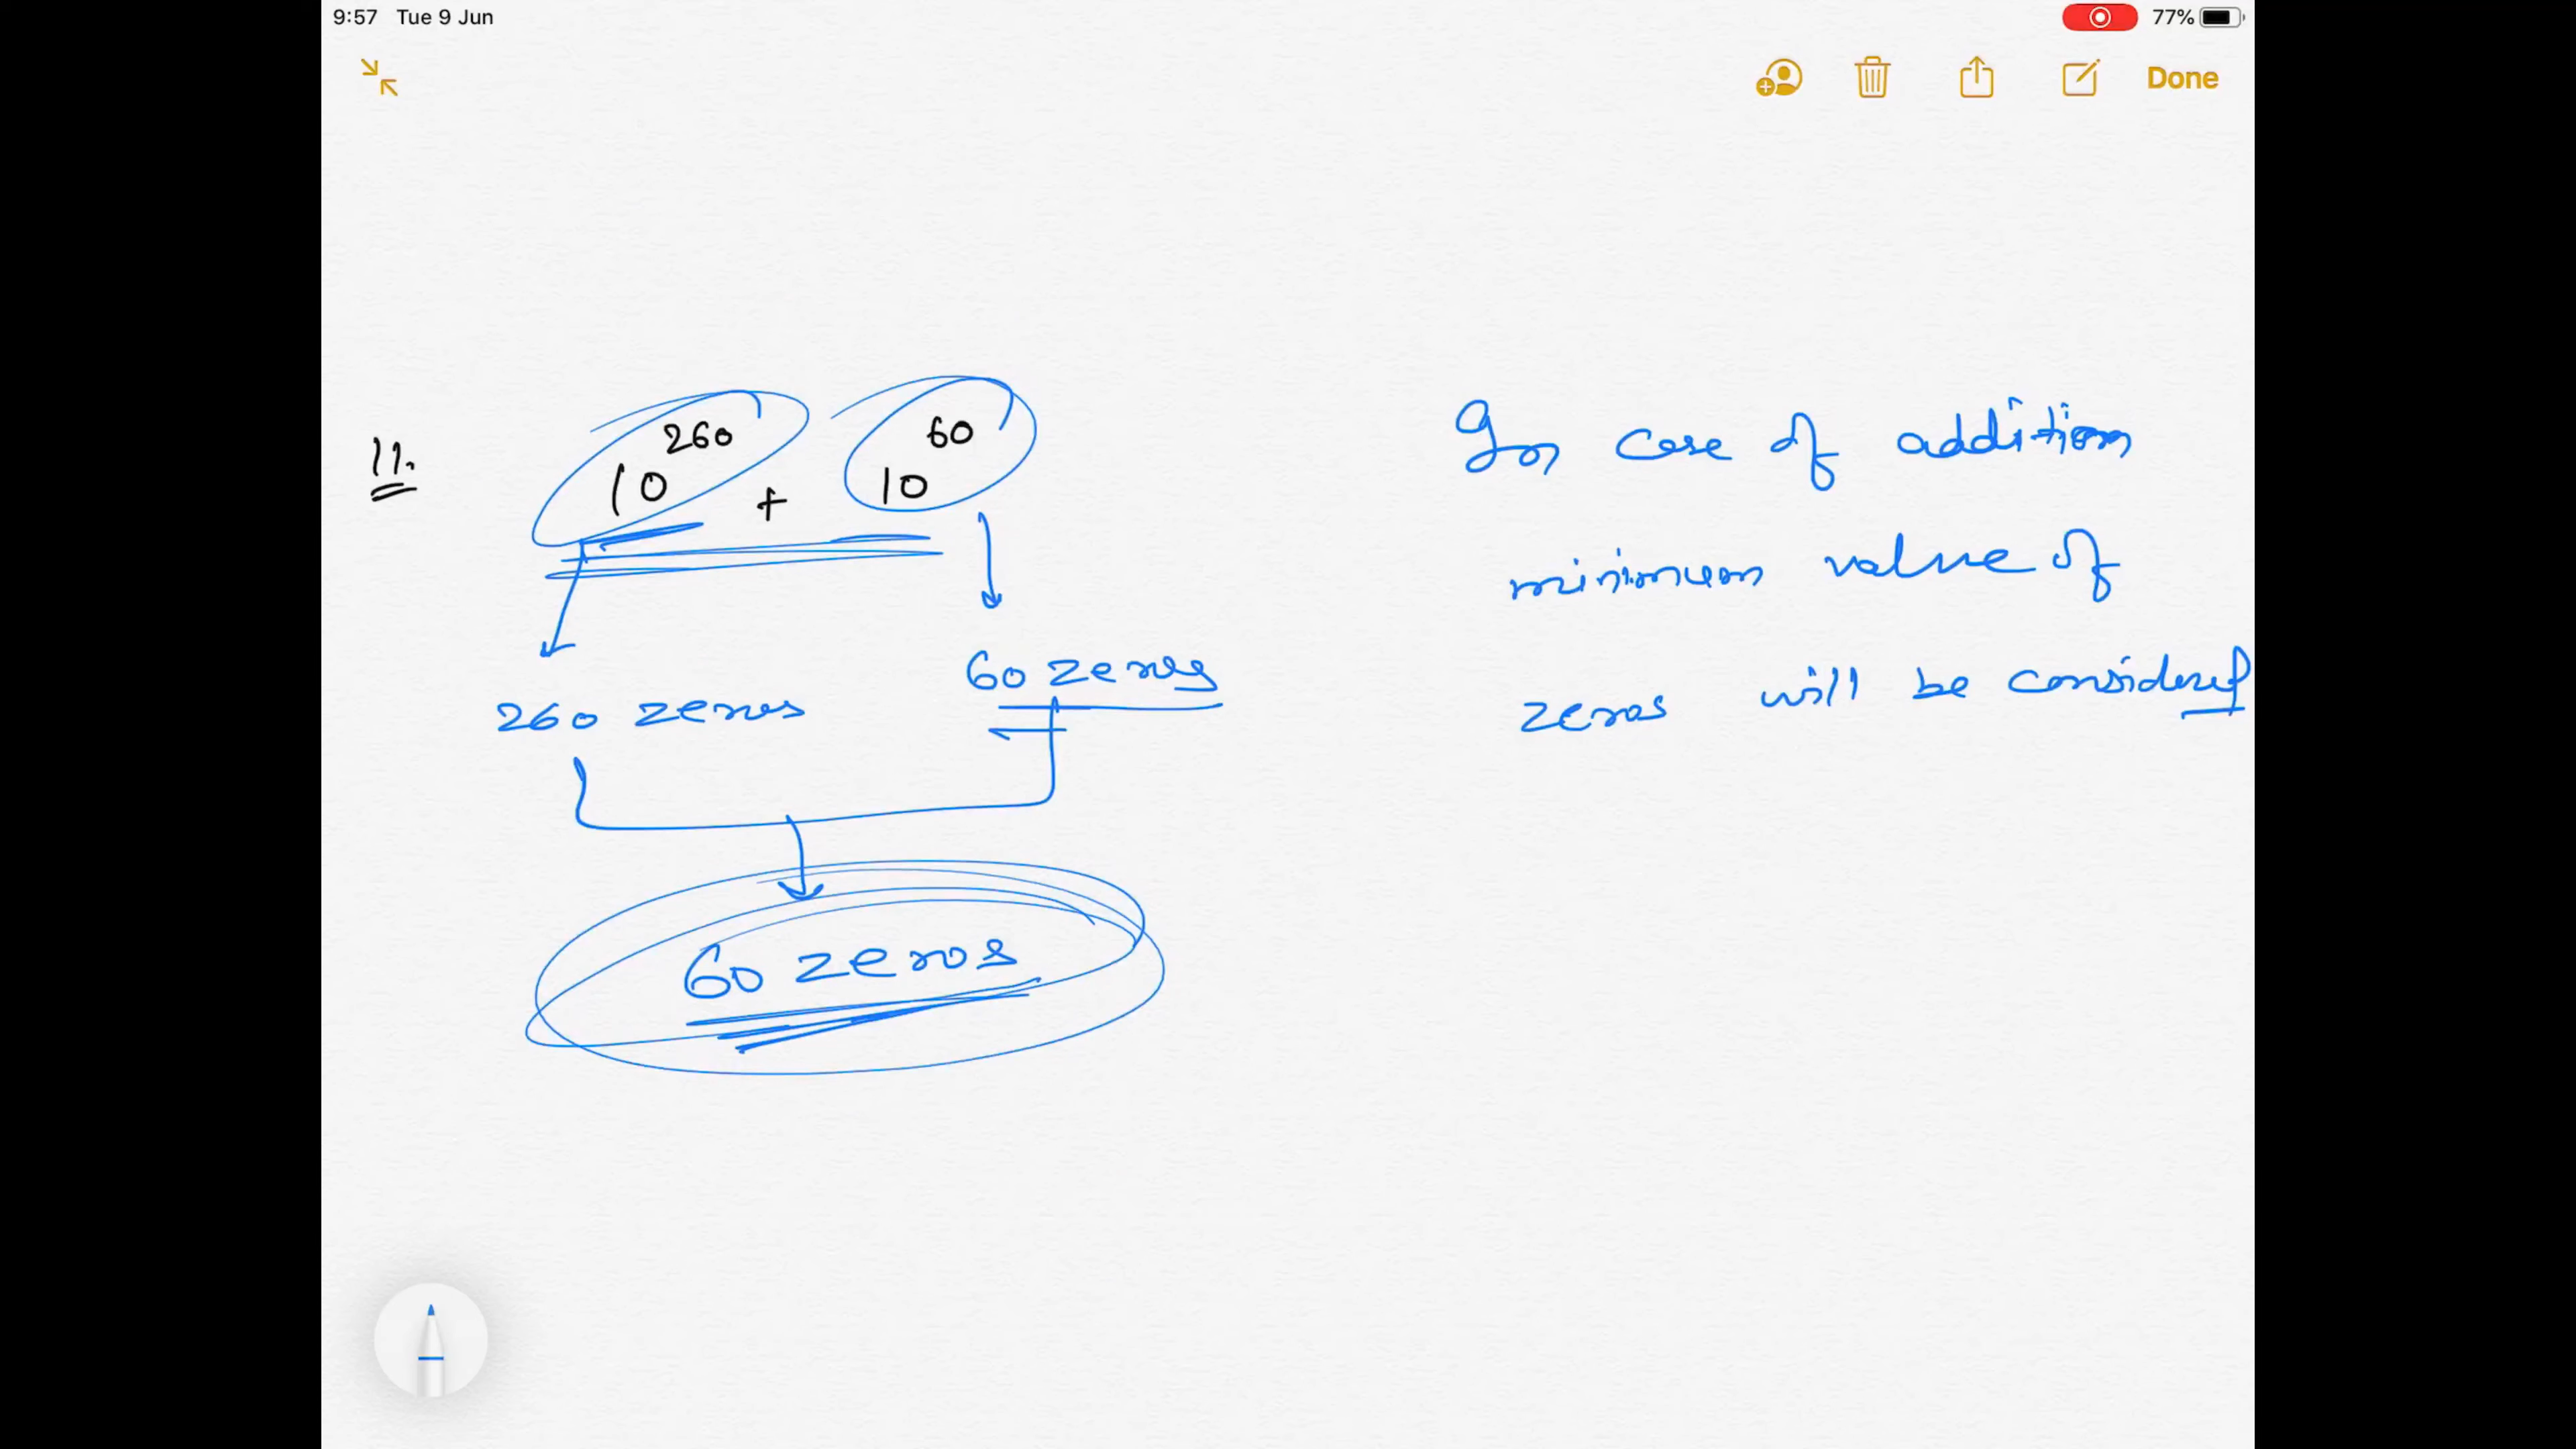 9:57 Tue 9 Jun
77%
Done
11.
10^260 + 10^60
In case of addition
minimum value of
zeros will be considered
260 zeros
60 zeros
60 zeros